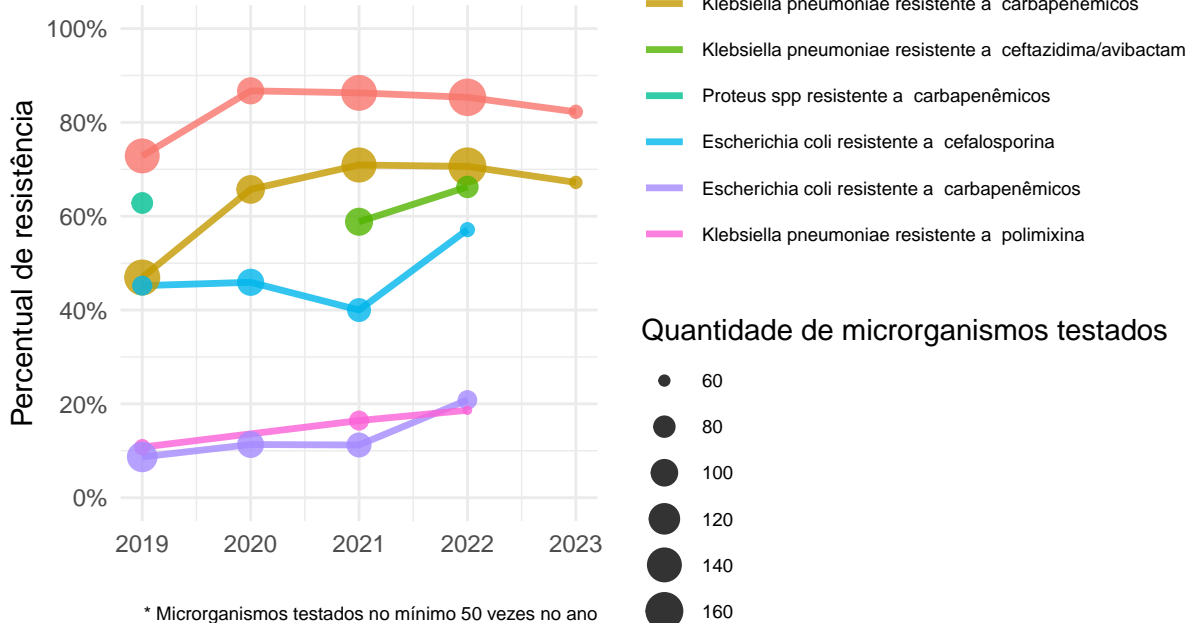 Percentual de resistência
100%
80%
60%
40%
20%
0%
2019 2020 2021 2022 2023
* Microrganismos testados no mínimo 50 vezes no ano
Klebsiella pneumoniae resistente a  carbapenêmicos
Klebsiella pneumoniae resistente a  ceftazidima/avibactam
Proteus spp resistente a  carbapenêmicos
Escherichia coli resistente a  cefalosporina
Escherichia coli resistente a  carbapenêmicos
Klebsiella pneumoniae resistente a  polimixina
Quantidade de microrganismos testados
60
80
100
120
140
160